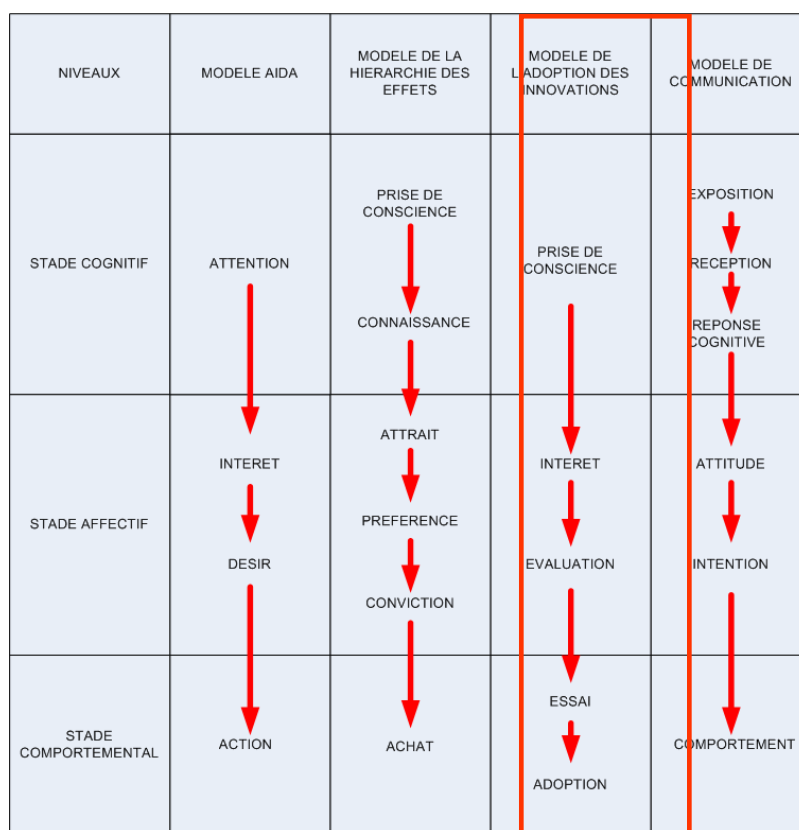 NIVEAUX
MODELE AIDA
MODELE DE LA
HIERARCHIE DES
EFFETS
MODELE DE
L'ADOPTION DES
INNOVATIONS
MODELE DE
COMMUNICATION
STADE COGNITIF
ATTENTION
PRISE DE
CONSCIENCE
CONNAISSANCE
PRISE DE
CONSCIENCE
EXPOSITION
RECEPTION
REPONSE
COGNITIVE
STADE AFFECTIF
INTERET
DESIR
ATTRAIT
PREFERENCE
CONVICTION
INTERET
EVALUATION
ATTITUDE
INTENTION
STADE
COMPORTEMENTAL
ACTION
ACHAT
ESSAI
ADOPTION
COMPORTEMENT